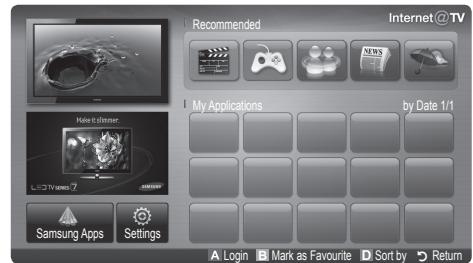 Internet@TV
Recommended
NEWS
My Applications by Date 1/1
Make it slimmer.
LED TV SERIES 7 SAMSUNG
Samsung Apps Settings
A Login B Mark as Favourite D Sort by Return